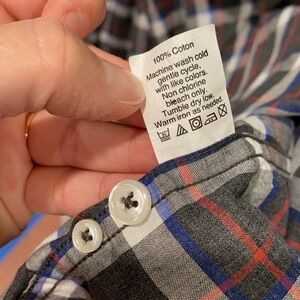 100% Coton
Machine wash cold
gentle cycle,
with like colors.
Non chlorine
bleach only.
Tumble dry low.
Warm iron as needed.